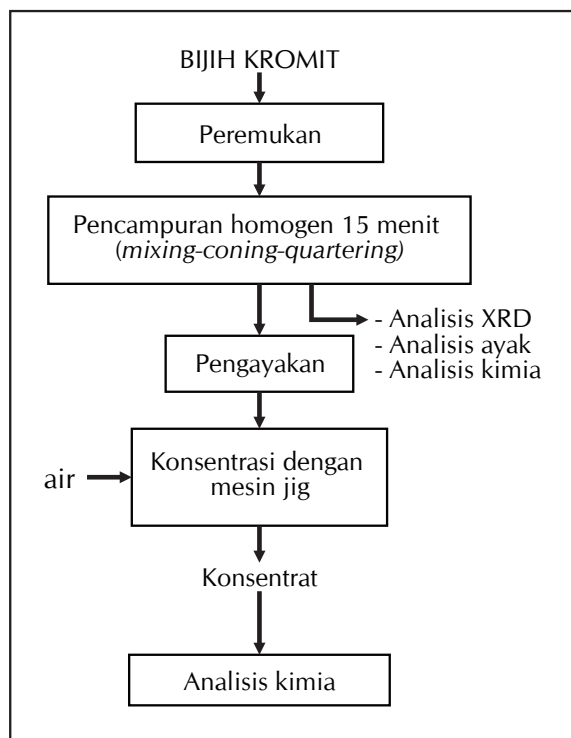 BIJIH KROMIT
Peremukan
Pencampuran homogen 15 menit
(mixing-coning-quartering)
- Analisis XRD
- Analisis ayak
- Analisis kimia
Pengayakan
air
Konsentrasi dengan
mesin jig
Konsentrat
Analisis kimia